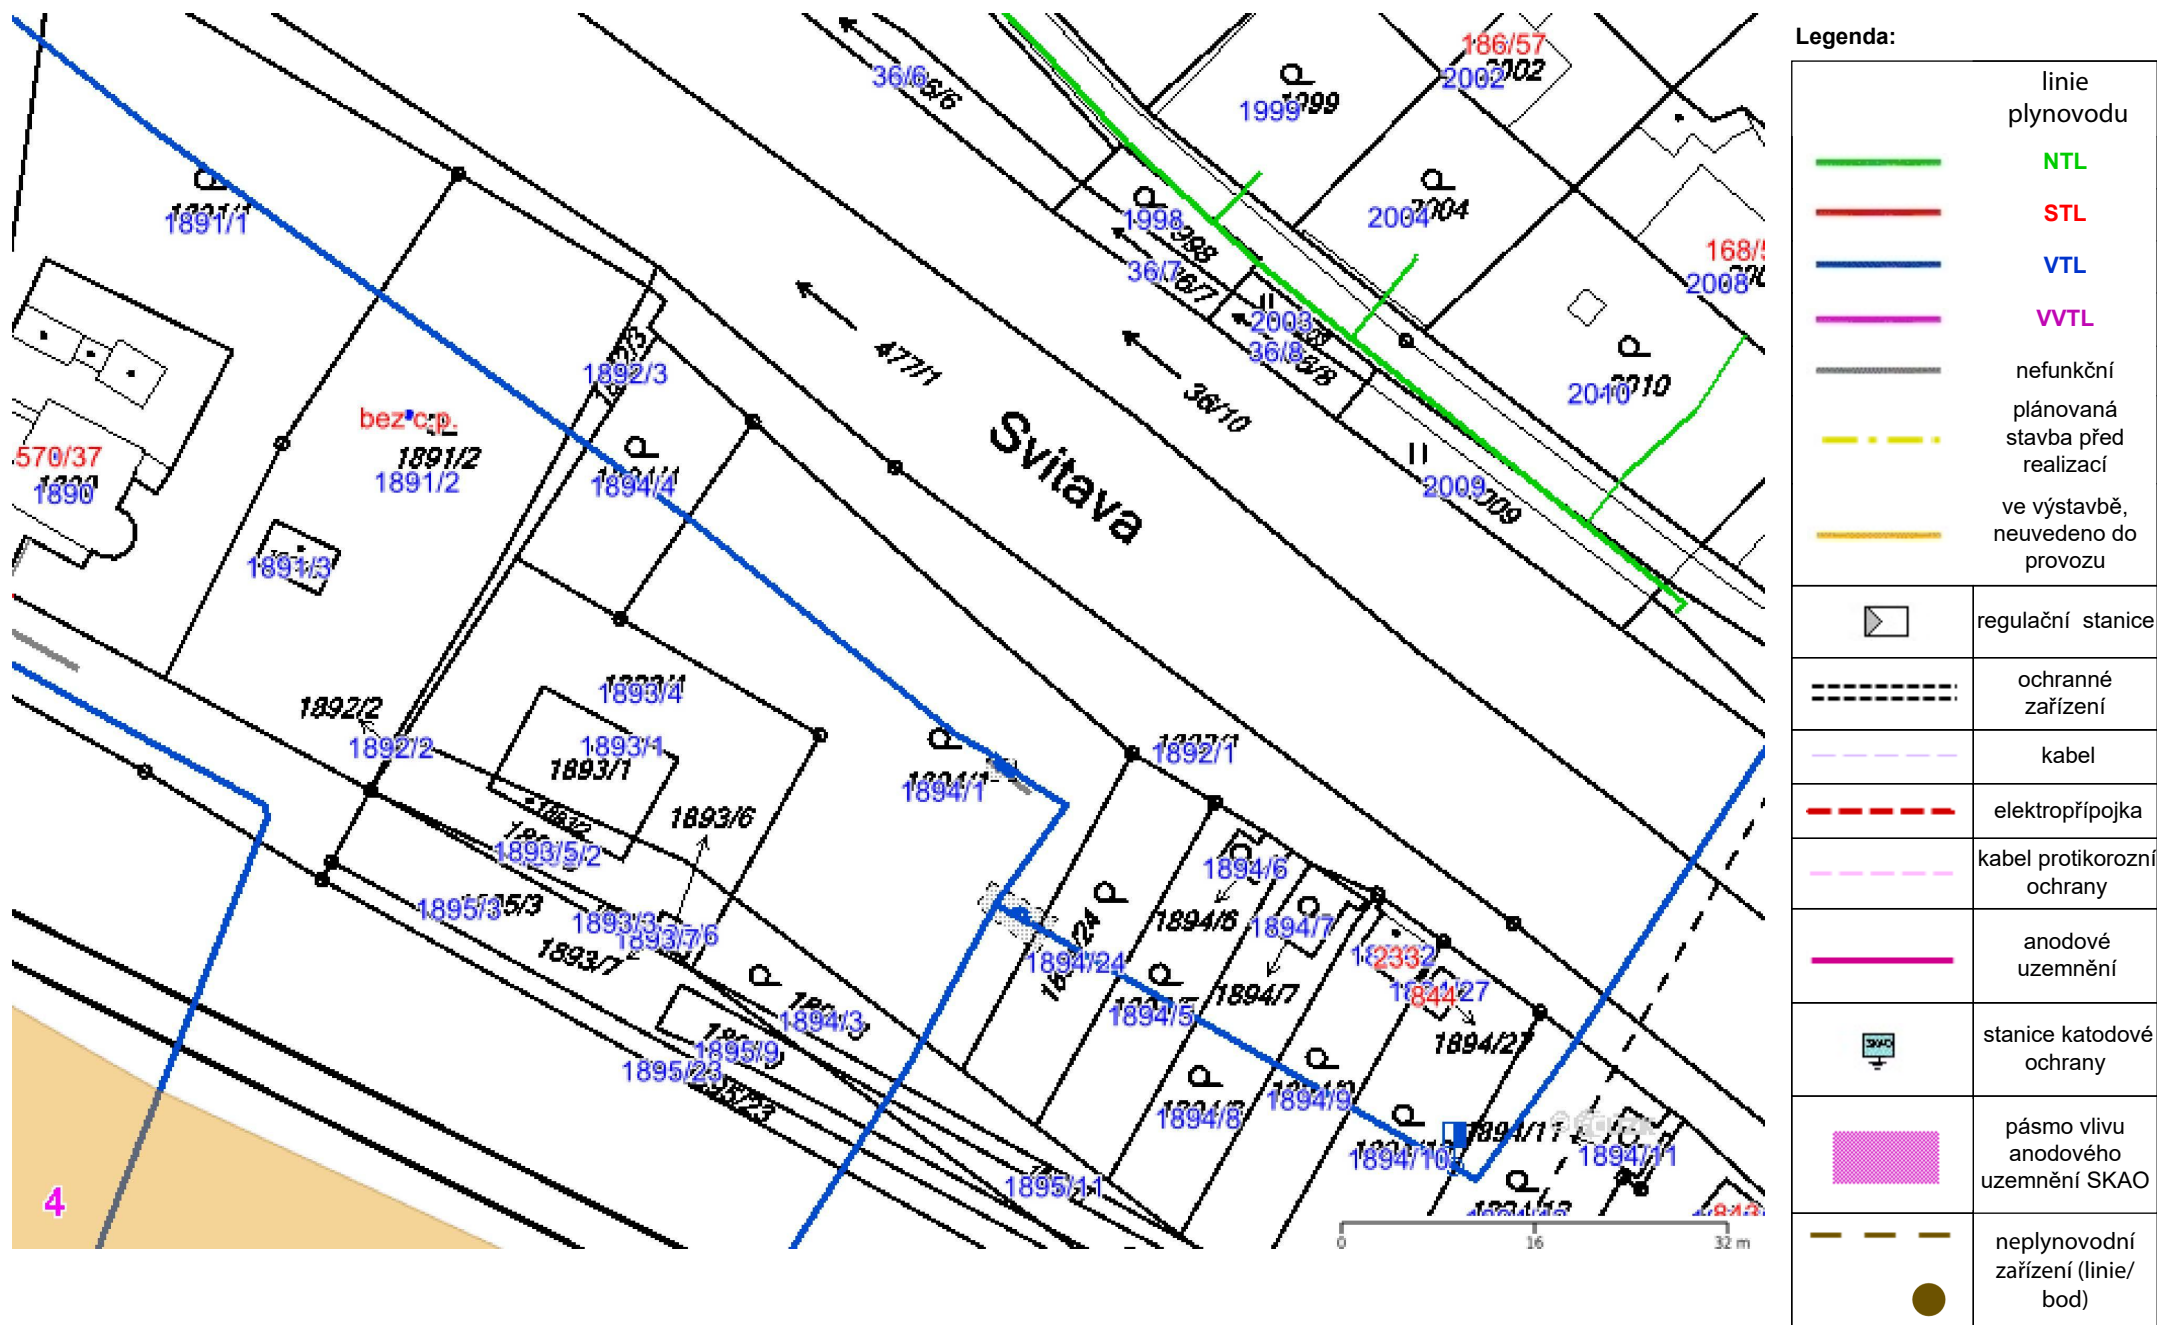 Legenda:
linie
plynovodu
NTL
STL
VTL
VVTL
nefunkční
plánovaná
stavba před
realizací
ve výstavbě,
neuvedeno do
provozu
regulační stanice
ochranné
zařízení
kabel
elektropřípojka
kabel protikorozní
ochrany
anodové
uzemnění
SKAO
stanice katodové
ochrany
pásmo vlivu
anodového
uzemnění SKAO
neplynovodní
zařízení (linie/
bod)
186/57
2002
36/6
1999
1891/1
1998
2004
36/7
2008
2003
36/8
477/1
36/10
1892/3
2010
bez č.p.
1891/2
1891/2
570/37
1890
1894/4
Svitava
2009
1891/3
1893/4
1892/2
1892/2
1893/1
1893/1
1892/1
1894/1
1893/6
1893/5
1894/6
1894/6
1895/3
1893/3
1893/7
1894/7
1894/7
1894/24
233
844
1894/27
1894/3
1894/5
1895/9
1895/23
1894/8
1894/9
1894/10
1894/11
1895/11
4
0
16
32 m